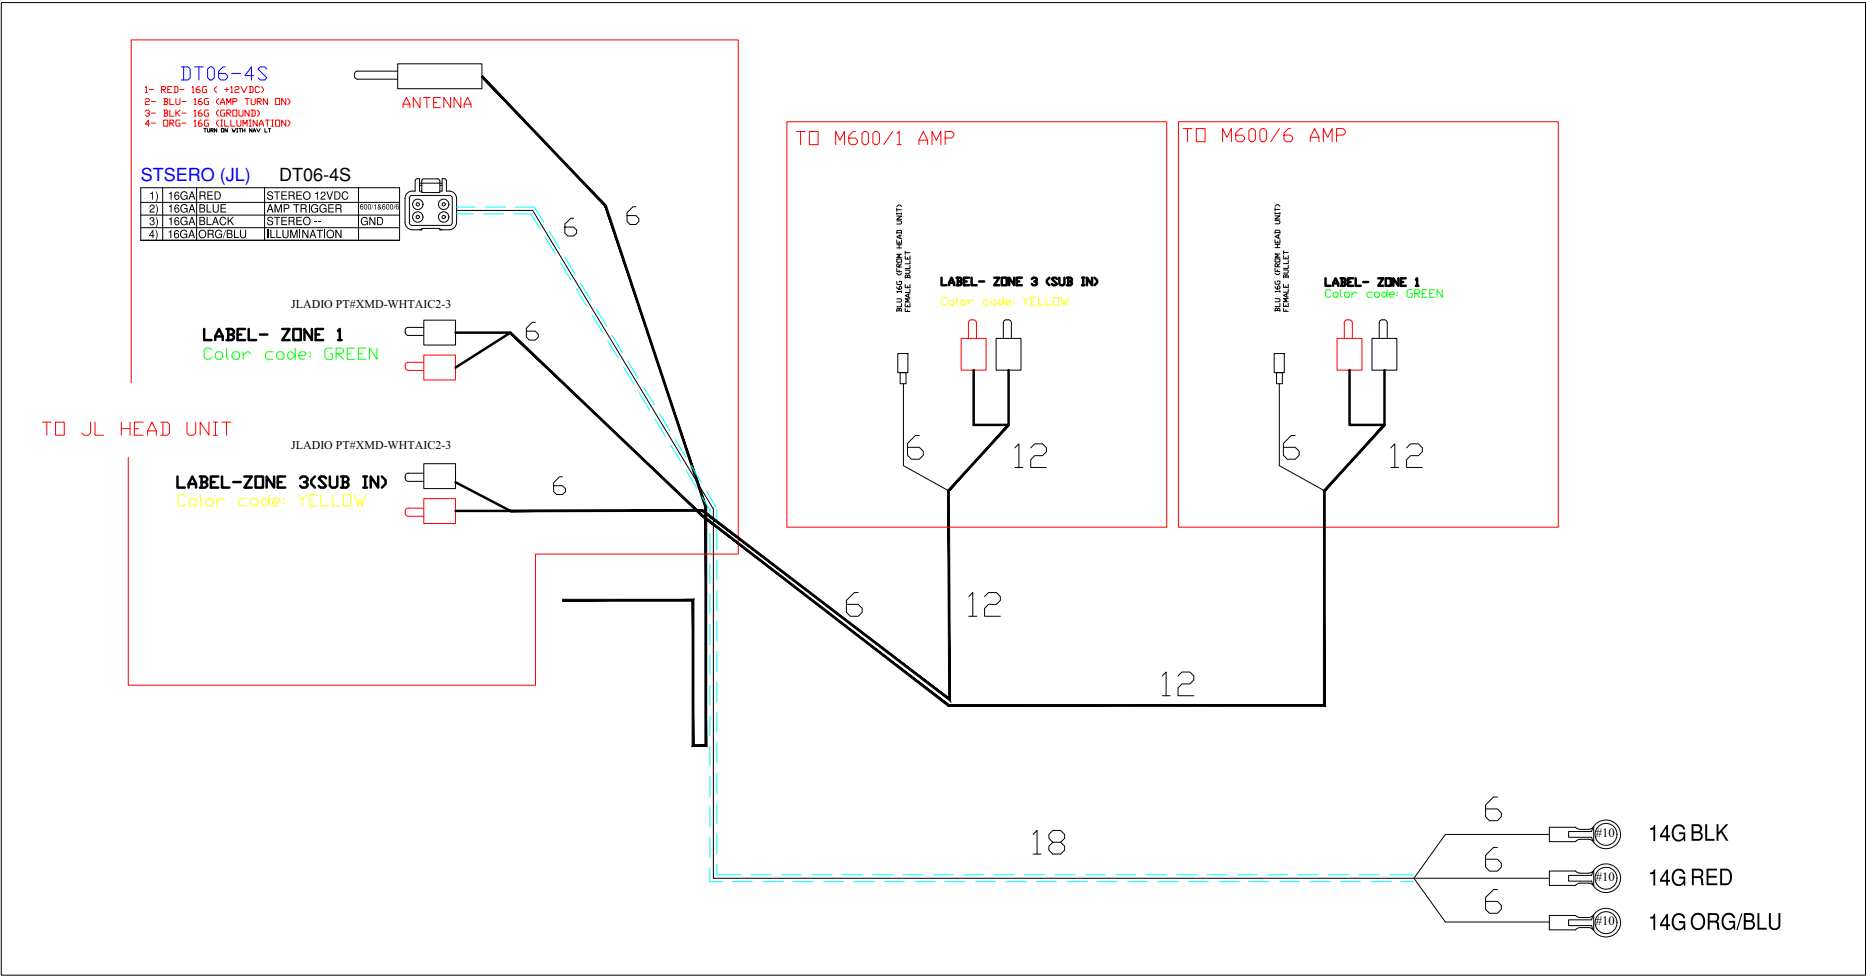 DT06-4S
1- RED- 16G ( +12VDC)
2- BLU- 16G (AMP TURN ON)
3- BLK- 16G (GROUND)
4- ORG- 16G (ILLUMINATION)
TURN ON WITH NAV LT
ANTENNA
STSERO (JL) DT06-4S
1) 16GA RED STEREO 12VDC
2) 16GA BLUE AMP TRIGGER 600/1&600/6
3) 16GA BLACK STEREO -- GND
4) 16GA ORG/BLU ILLUMINATION
6
6
JLADIO PT#XMD-WHTAIC2-3
LABEL- ZONE 1
Color code: GREEN
6
TO JL HEAD UNIT
JLADIO PT#XMD-WHTAIC2-3
LABEL-ZONE 3(SUB IN)
Color code: YELLOW
6
TO M600/1 AMP
BLU 16G (FROM HEAD UNIT)
FEMALE BULLET
LABEL- ZONE 3 (SUB IN)
Color code: YELLOW
6
12
TO M600/6 AMP
BLU 16G (FROM HEAD UNIT)
FEMALE BULLET
LABEL- ZONE 1
Color code: GREEN
6
12
6
12
12
18
6
#10
14G BLK
6
#10
14G RED
6
#10
14G ORG/BLU